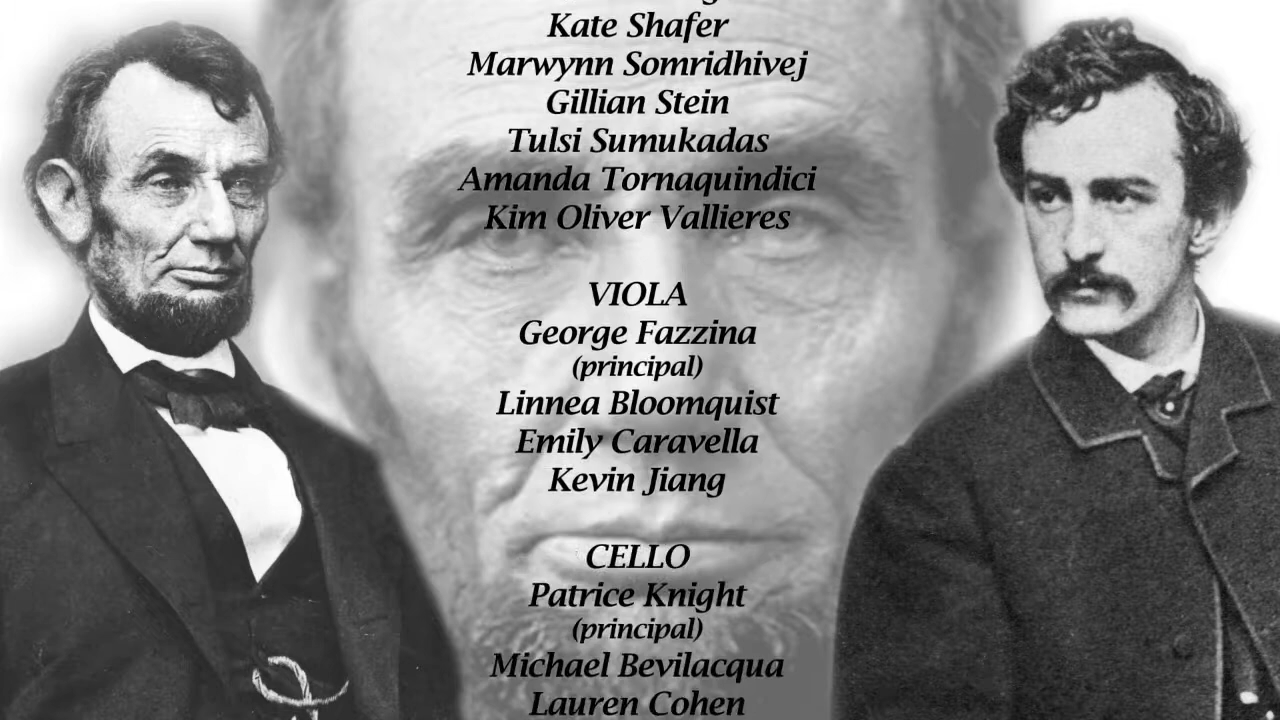 Kate Shafer
Marwynn Somridhivej
Gillian Stein
Tulsi Sumukadas
Amanda Tornaquindici
Kim Oliver Vallieres
VIOLA
George Fazzina
(principal)
Linnea Bloomquist
Emily Caravella
Kevin Jiang
CELLO
Patrice Knight
(principal)
Michael Bevilacqua
Lauren Cohen